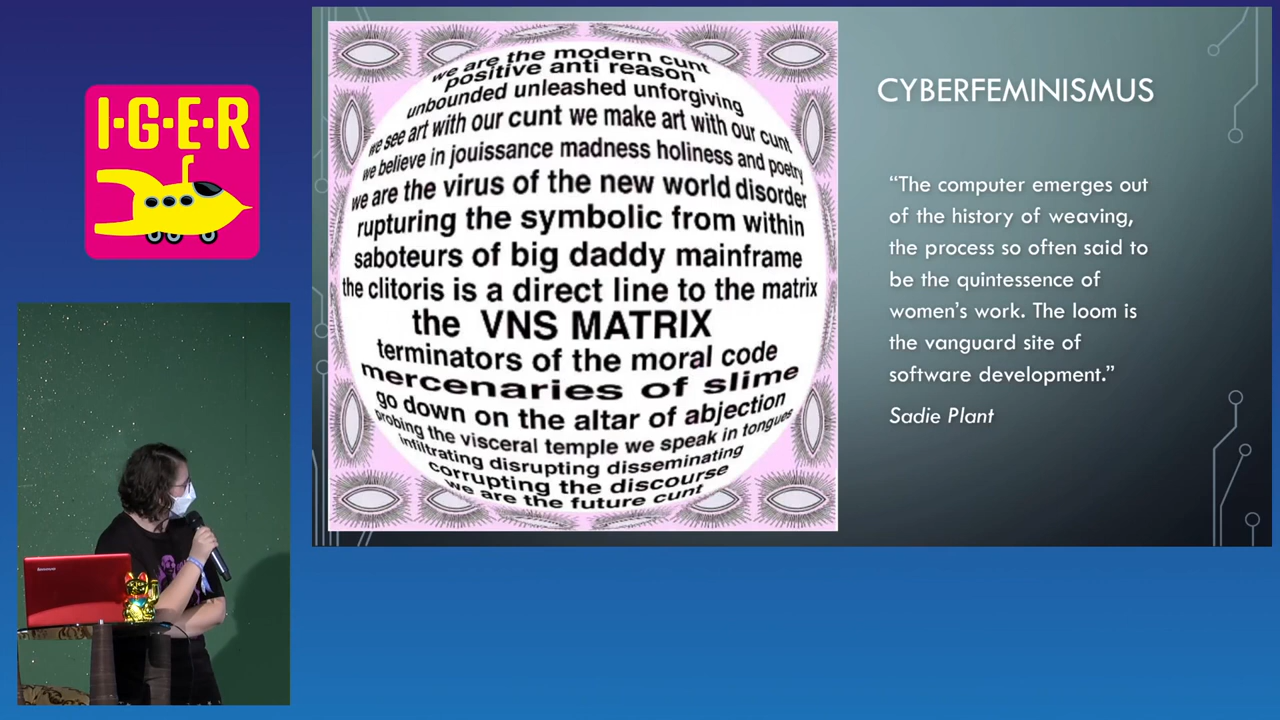 I·G·E·R
we are the modern cunt
positive anti reason
unbounded unleashed unforgiving
we see art with our cunt we make art with our cunt
we believe in jouissance madness holiness and poetry
we are the virus of the new world disorder
rupturing the symbolic from within
saboteurs of big daddy mainframe
the clitoris is a direct line to the matrix
the VNS MATRIX
terminators of the moral code
mercenaries of slime
go down on the altar of abjection
probing the visceral temple we speak in tongues
infiltrating disrupting disseminating
corrupting the discourse
we are the future cunt
CYBERFEMINISMUS
“The computer emerges out
of the history of weaving,
the process so often said to
be the quintessence of
women’s work. The loom is
the vanguard site of
software development.”
Sadie Plant